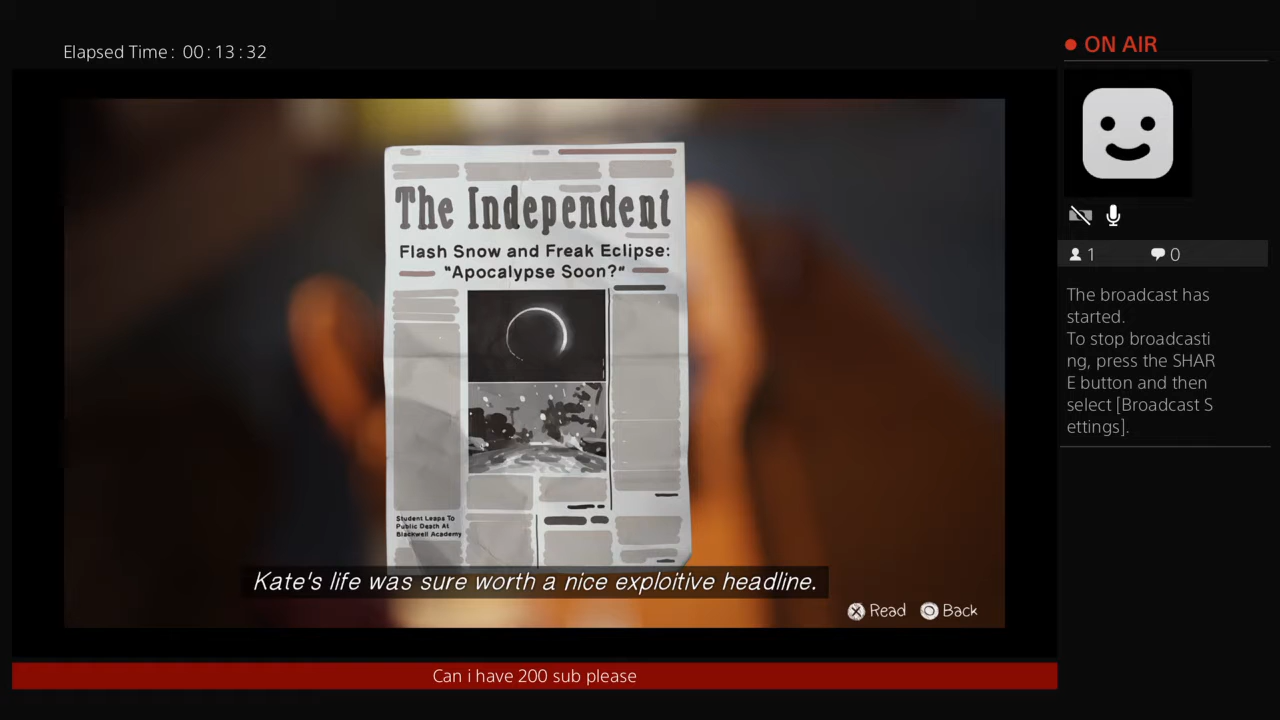 Elapsed Time: 00:13:32
ON AIR
The Independent
Flash Snow and Freak Eclipse:
"Apocalypse Soon?"
1
0
The broadcast has
started.
To stop broadcasti
ng, press the SHAR
E button and then
select [Broadcast S
ettings].
Student Leaps To
Public Death At
Blackwell Academy
Kate's life was sure worth a nice exploitive headline.
Read
Back
Can i have 200 sub please